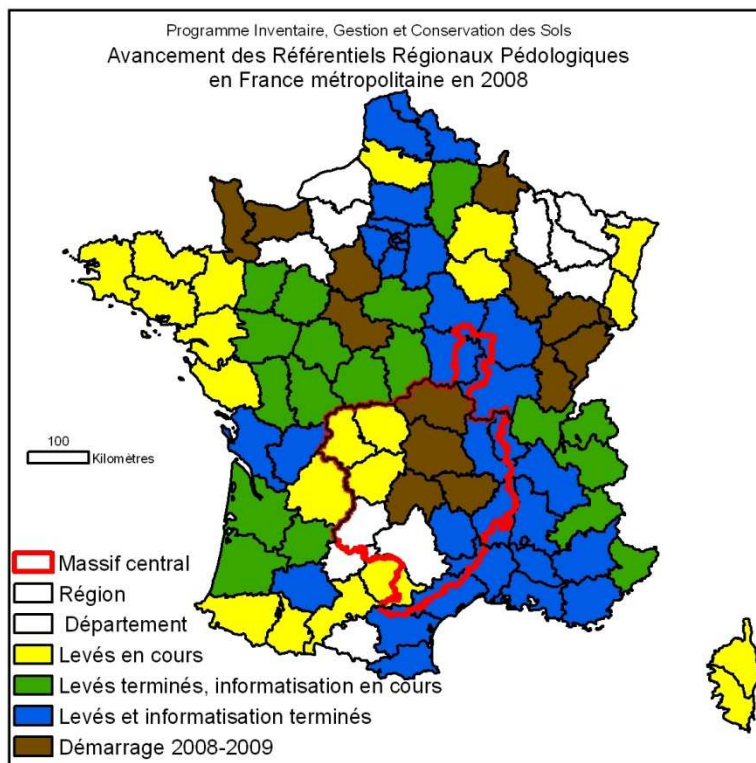 Programme Inventaire, Gestion et Conservation des Sols
Avancement des Référentiels Régionaux Pédologiques
en France métropolitaine en 2008
100
Kilomètres
Massif central
Région
Département
Levés en cours
Levés terminés, informatisation en cours
Levés et informatisation terminés
Démarrage 2008-2009